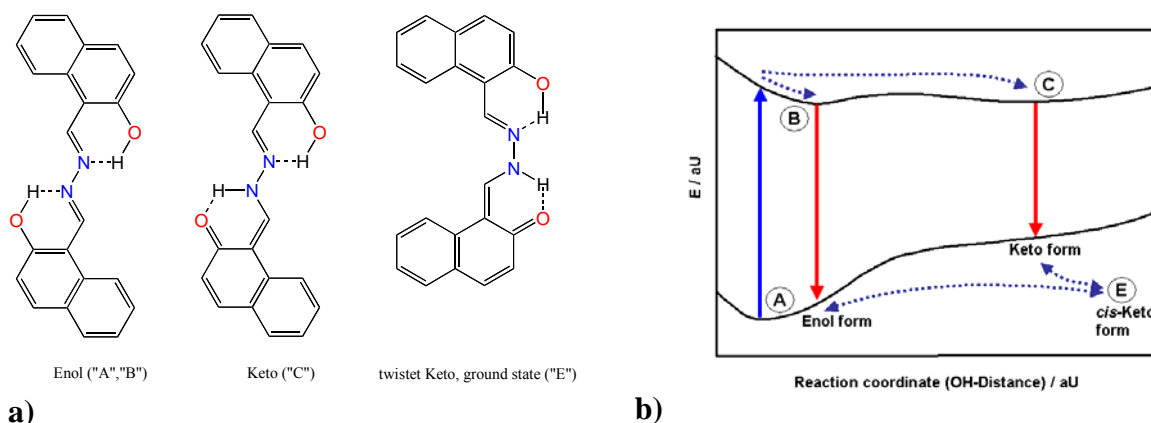 O
H
N
N
H
O
Enol ("A","B")
O
H
N
H
N
O
Keto ("C")
O
H
N
N
H
O
twistet Keto, ground state ("E")
a)
E / aU
A
B
C
E
Enol form
Keto form
cis-Keto
form
Reaction coordinate (OH-Distance) / aU
b)